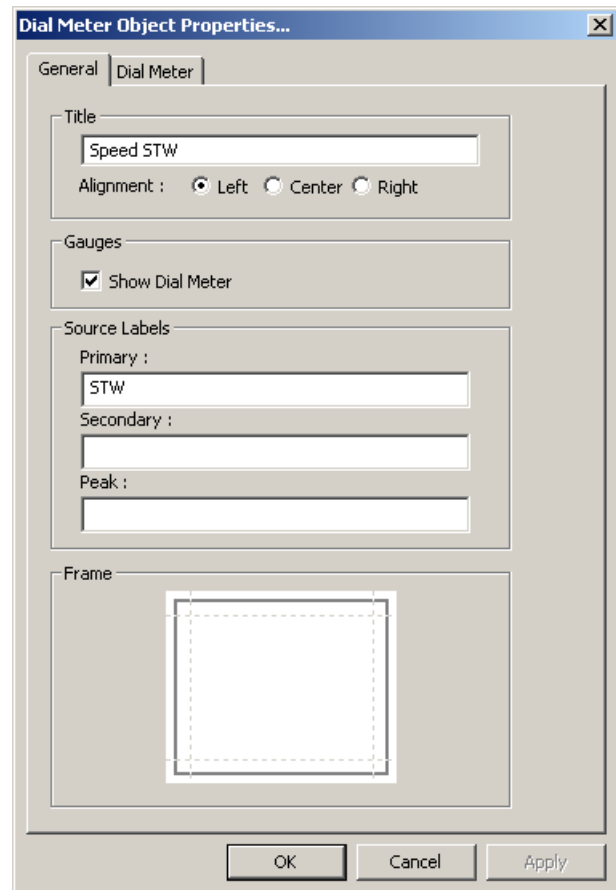 Dial Meter Object Properties...
General Dial Meter
Title
Speed STW
Alignment : Left Center Right
Gauges
Show Dial Meter
Source Labels
Primary :
STW
Secondary :
Peak :
Frame
OK Cancel Apply